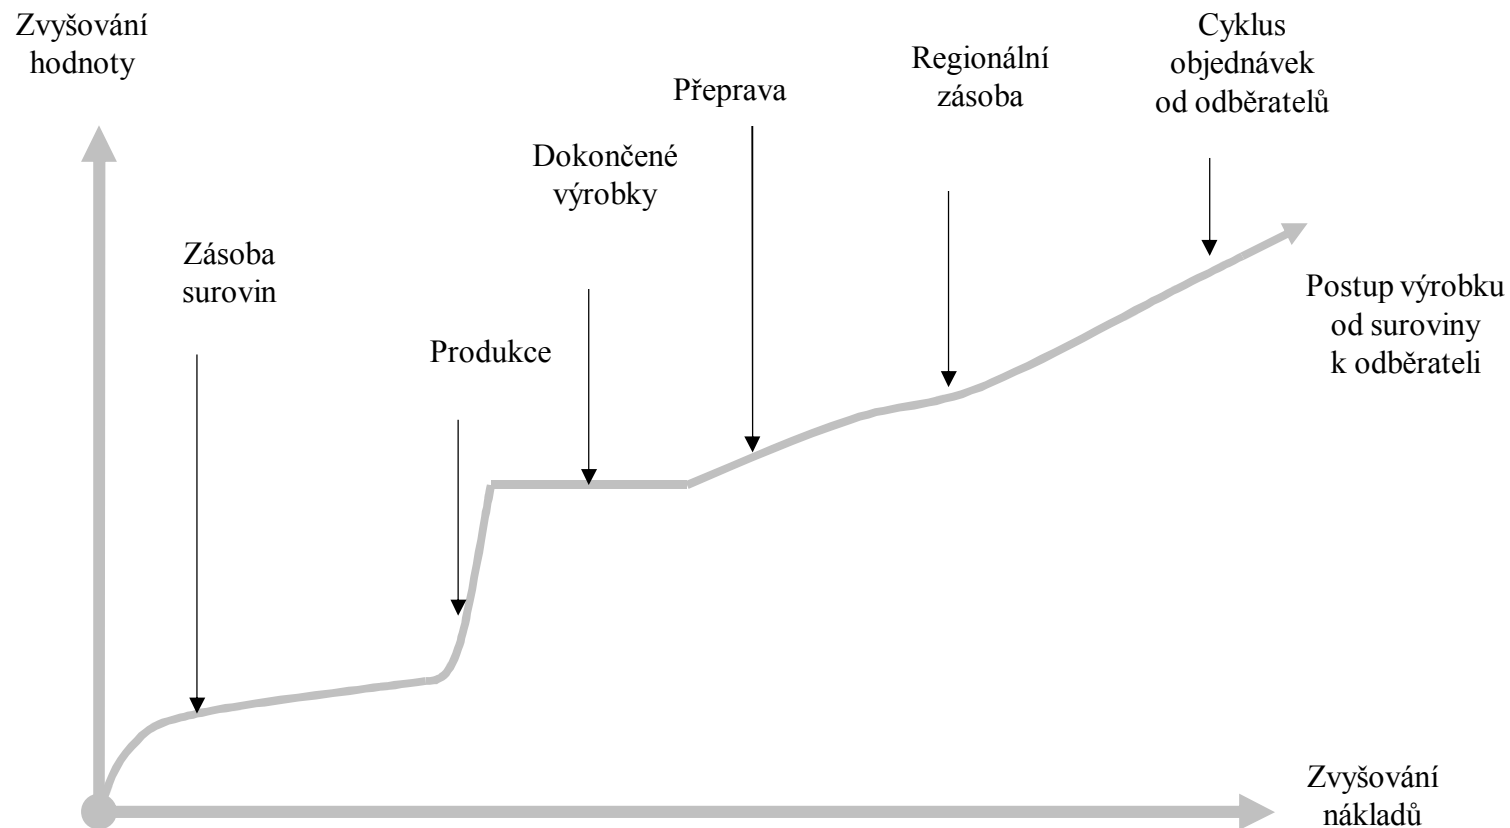 Zvyšování
hodnoty
Zásoba
surovin
Produkce
Dokončené
výrobky
Přeprava
Regionální
zásoba
Cyklus
objednávek
od odběratelů
Postup výrobku
od suroviny
k odběrateli
Zvyšování
nákladů